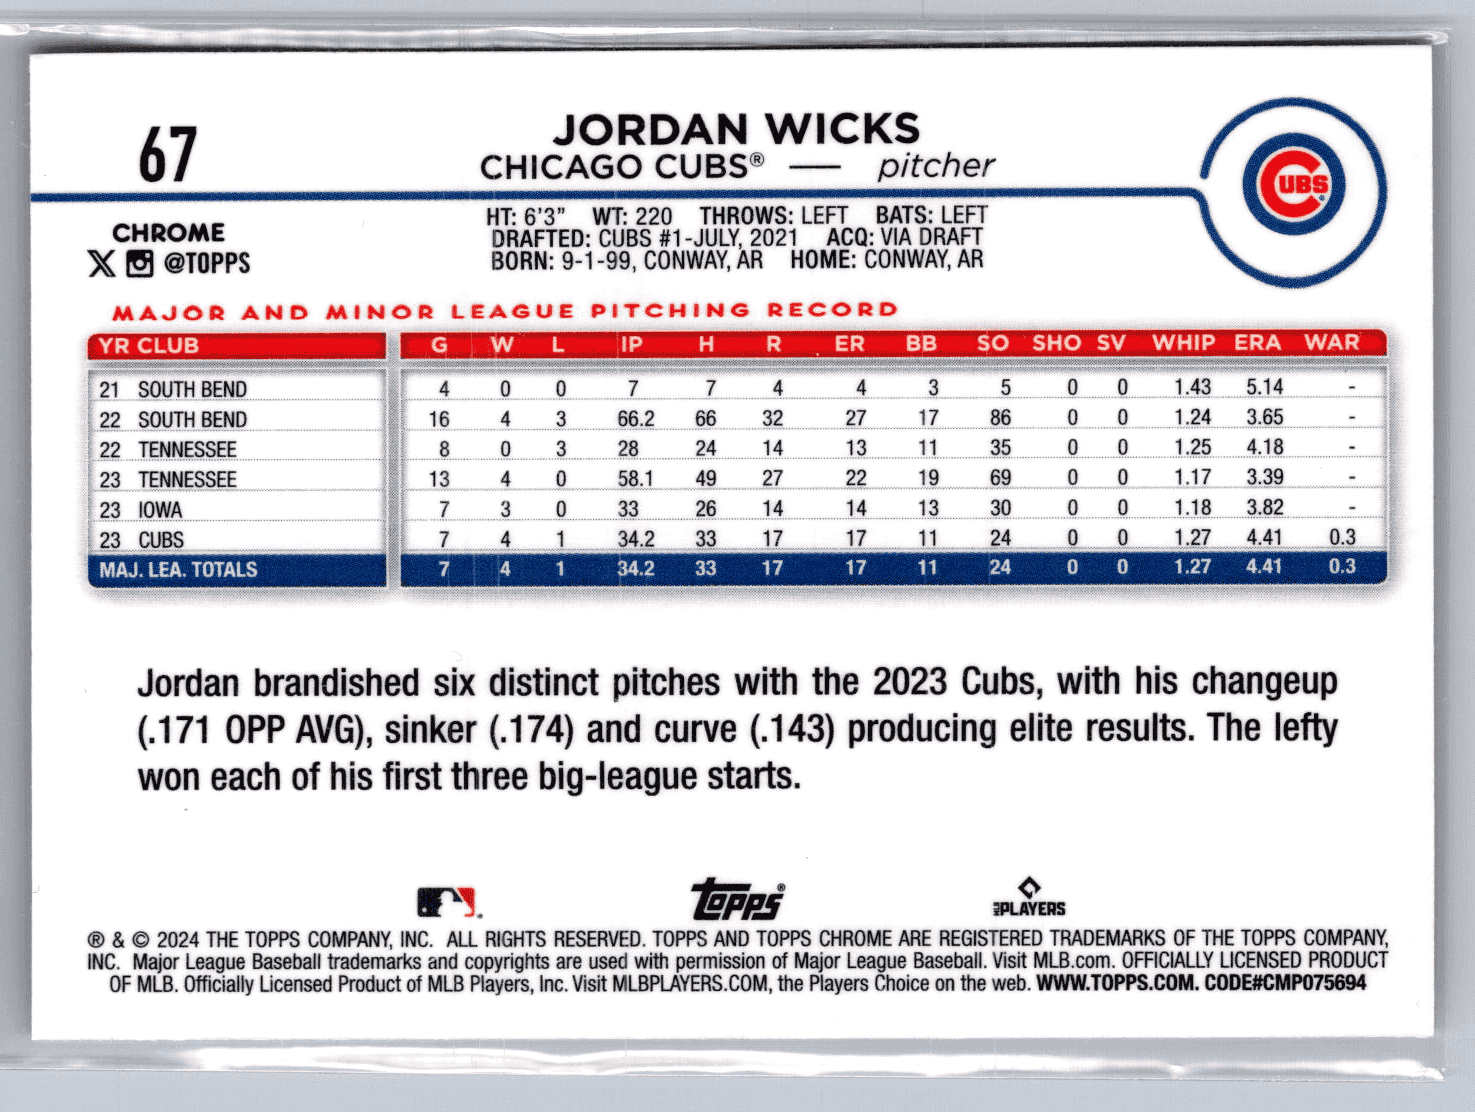 67
JORDAN WICKS
CHICAGO CUBS® — pitcher
CUBS
CHROME
X @TOPPS
HT: 6'3" WT: 220 THROWS: LEFT BATS: LEFT
DRAFTED: CUBS #1-JULY, 2021 ACQ: VIA DRAFT
BORN: 9-1-99, CONWAY, AR HOME: CONWAY, AR
MAJOR AND MINOR LEAGUE PITCHING RECORD
YR CLUB G W L IP H R ER BB SO SHO SV WHIP ERA WAR
21 SOUTH BEND 4 0 0 7 7 4 4 3 5 0 0 1.43 5.14 -
22 SOUTH BEND 16 4 3 66.2 66 32 27 17 86 0 0 1.24 3.65 -
22 TENNESSEE 8 0 3 28 24 14 13 11 35 0 0 1.25 4.18 -
23 TENNESSEE 13 4 0 58.1 49 27 22 19 69 0 0 1.17 3.39 -
23 IOWA 7 3 0 33 26 14 14 13 30 0 0 1.18 3.82 -
23 CUBS 7 4 1 34.2 33 17 17 11 24 0 0 1.27 4.41 0.3
MAJ. LEA. TOTALS 7 4 1 34.2 33 17 17 11 24 0 0 1.27 4.41 0.3
Jordan brandished six distinct pitches with the 2023 Cubs, with his changeup
(.171 OPP AVG), sinker (.174) and curve (.143) producing elite results. The lefty
won each of his first three big-league starts.
TOPPS®
MLB PLAYERS
® & © 2024 THE TOPPS COMPANY, INC. ALL RIGHTS RESERVED. TOPPS AND TOPPS CHROME ARE REGISTERED TRADEMARKS OF THE TOPPS COMPANY,
INC. Major League Baseball trademarks and copyrights are used with permission of Major League Baseball. Visit MLB.com. OFFICIALLY LICENSED PRODUCT
OF MLB. Officially Licensed Product of MLB Players, Inc. Visit MLBPLAYERS.COM, the Players Choice on the web. WWW.TOPPS.COM. CODE#CMP075694